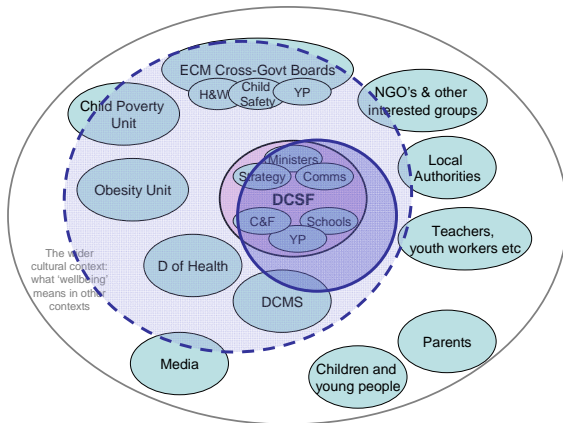 ECM Cross-Govt Boards
H&W
Child
Safety
YP
Child Poverty
Unit
NGO's & other
interested groups
Ministers
Strategy
Comms
DCSF
C&F
Schools
YP
Local
Authorities
Obesity Unit
Teachers,
youth workers etc
The wider
cultural context:
what 'wellbeing'
means in other
contexts
D of Health
DCMS
Media
Parents
Children and
young people